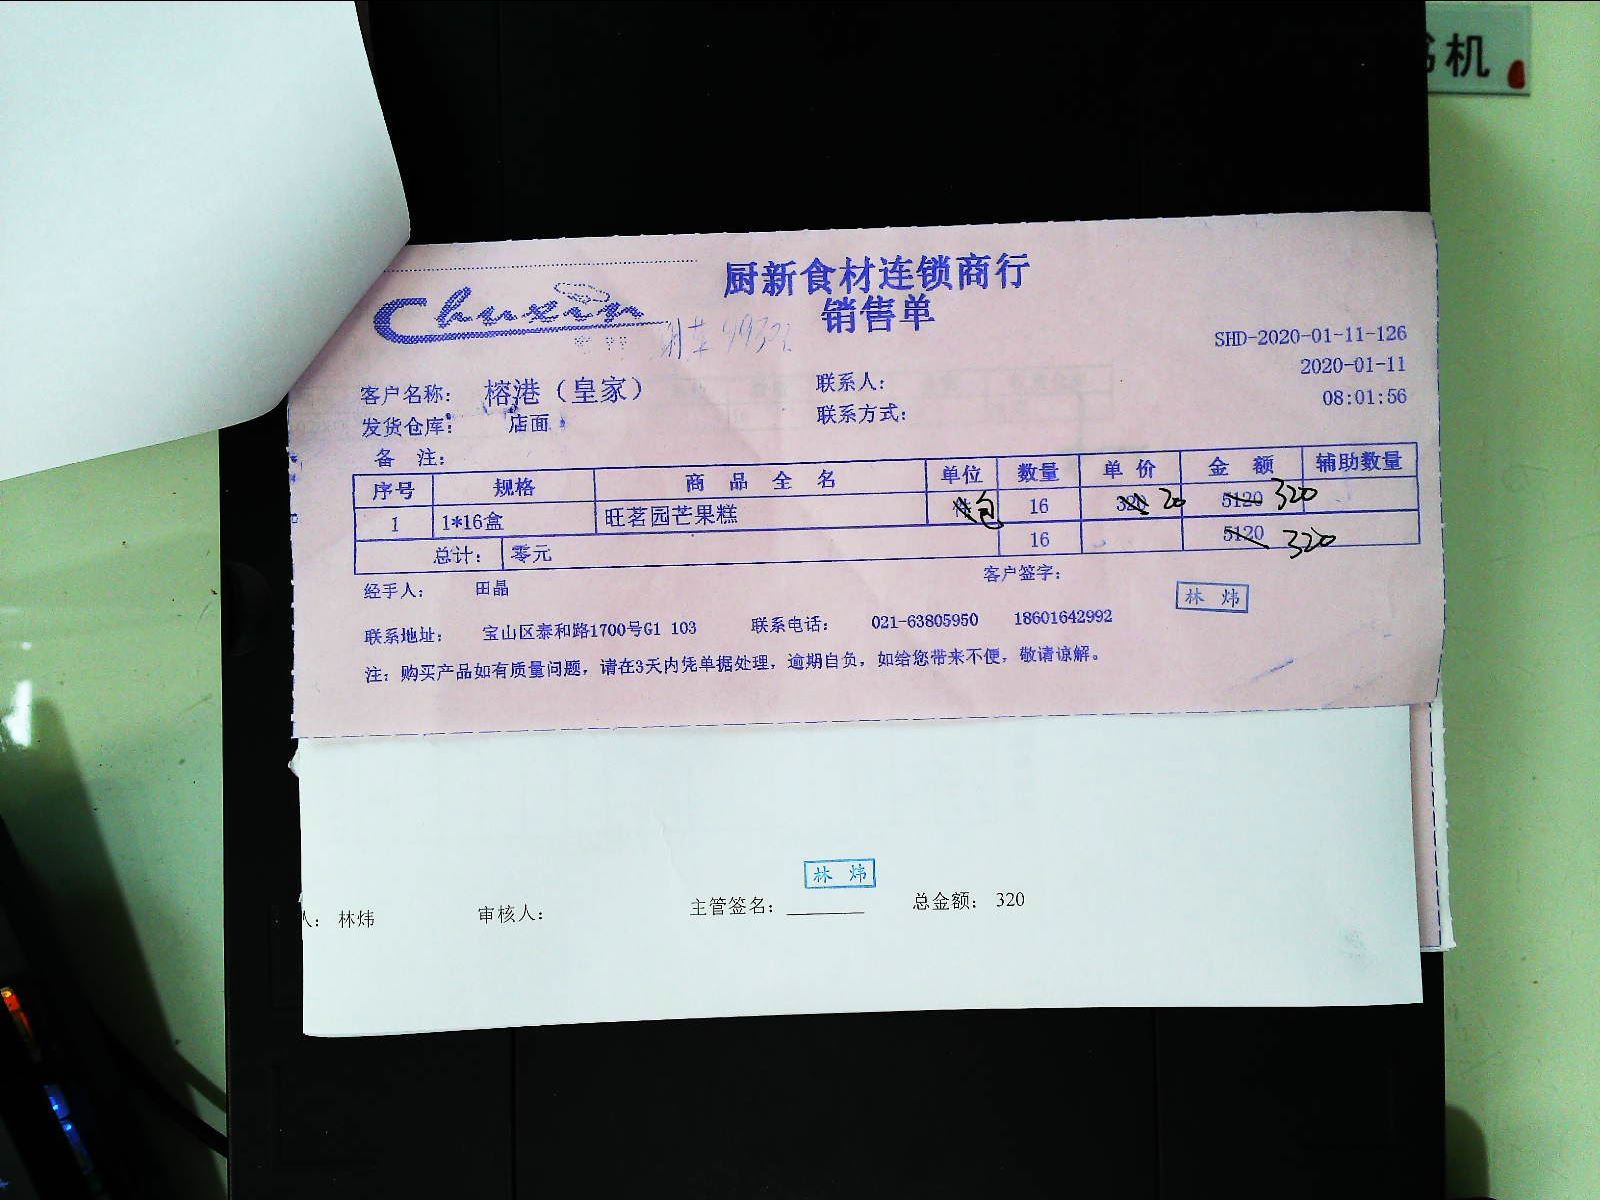 书机
厨新食材连锁商行
Chuxin
销售单
SHD-2020-01-11-126
2020-01-11
08:01:56
客户名称: 榕港（皇家） 联系人:
发货仓库: 店面 联系方式:
备 注:
序号 规格 商品全名 单位 数量 单价 金额 辅助数量
1 1*16盒 旺茗园芒果糕 包 16 320 20 5120 320
总计: 零元 16 5120 320
经手人: 田晶 客户签字:
林 炜
联系地址: 宝山区泰和路1700号G1 103 联系电话: 021-63805950 18601642992
注: 购买产品如有质量问题, 请在3天内凭单据处理, 逾期自负, 如给您带来不便, 敬请谅解。
林 炜
人: 林炜 审核人: 主管签名: 总金额: 320